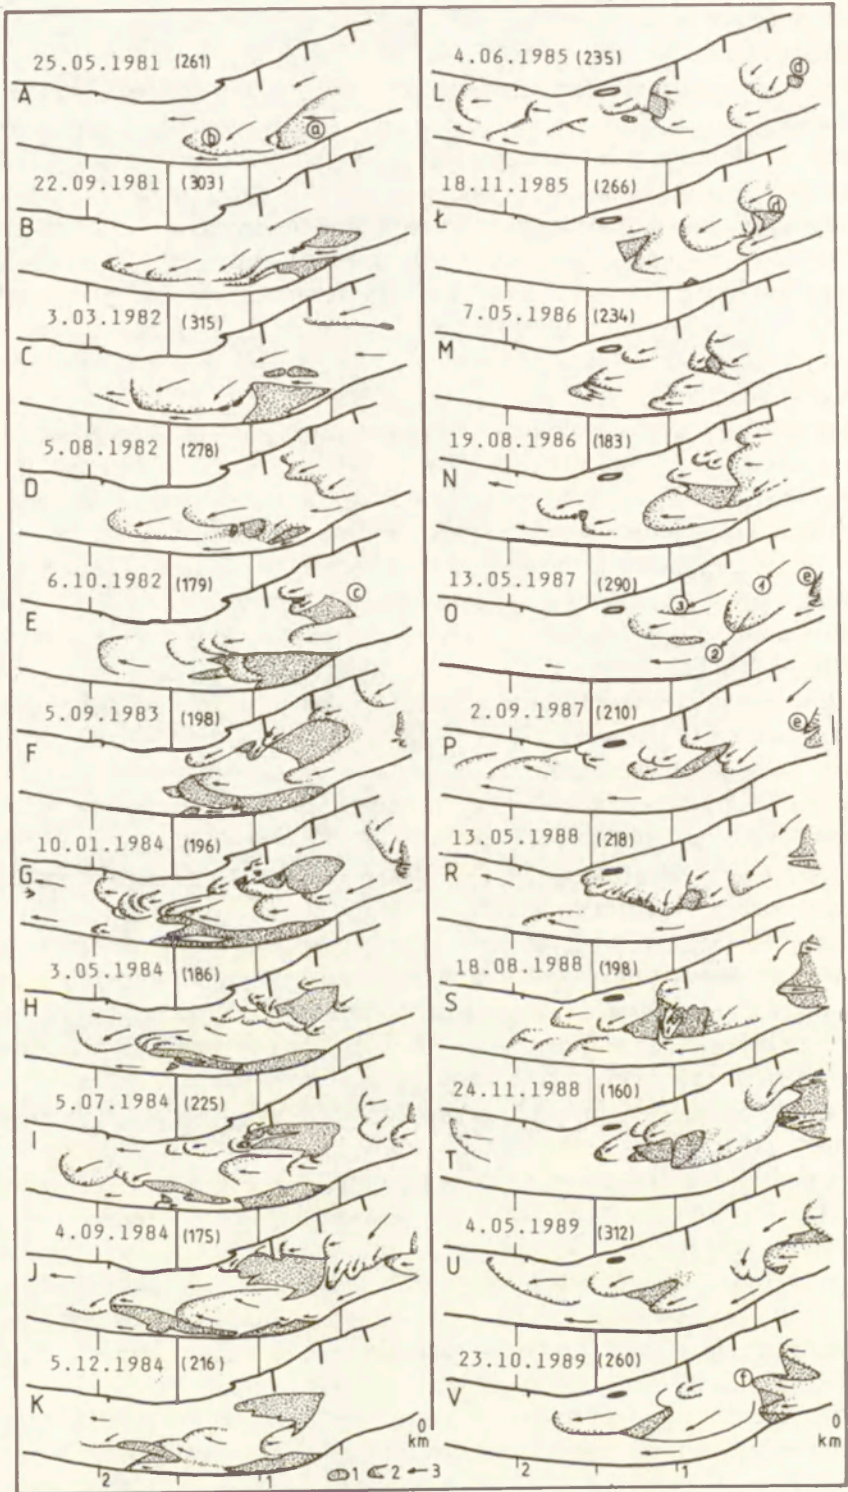 25.05.1981 (261)
A
b
a
22.09.1981 (303)
B
3.03.1982 (315)
C
5.08.1982 (278)
D
6.10.1982 (179)
c
E
5.09.1983 (198)
F
10.01.1984 (196)
G
3.05.1984 (186)
H
5.07.1984 (225)
I
4.09.1984 (175)
J
5.12.1984 (216)
K
0
km
2 1
1 2 3
4.06.1985 (235)
d
L
18.11.1985 (266)
d
Ł
7.05.1986 (234)
M
19.08.1986 (183)
N
13.05.1987 (290)
1
e
3
O
2
2.09.1987 (210)
e
P
13.05.1988 (218)
R
18.08.1988 (198)
S
24.11.1988 (160)
T
4.05.1989 (312)
U
23.10.1989 (260)
f
V
0
km
2 1